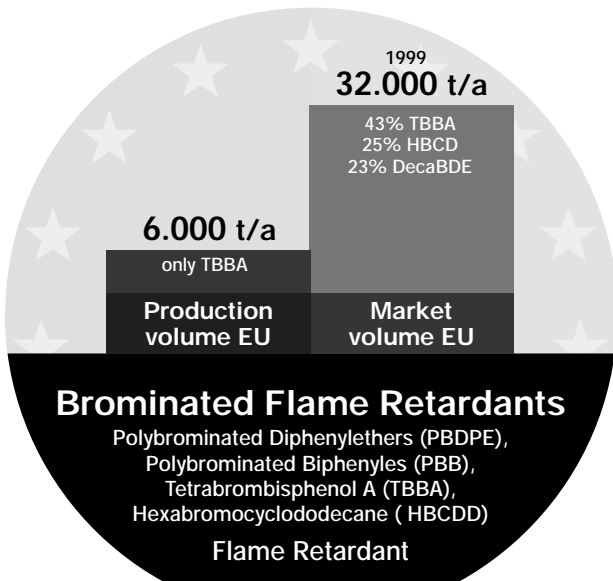 1999
32.000 t/a
43% TBBA
25% HBCD
23% DecaBDE
6.000 t/a
only TBBA
Production
volume EU
Market
volume EU
Brominated Flame Retardants
Polybrominated Diphenylethers (PBDPE),
Polybrominated Biphenyles (PBB),
Tetrabrombisphenol A (TBBA),
Hexabromocyclododecane ( HBCDD)
Flame Retardant